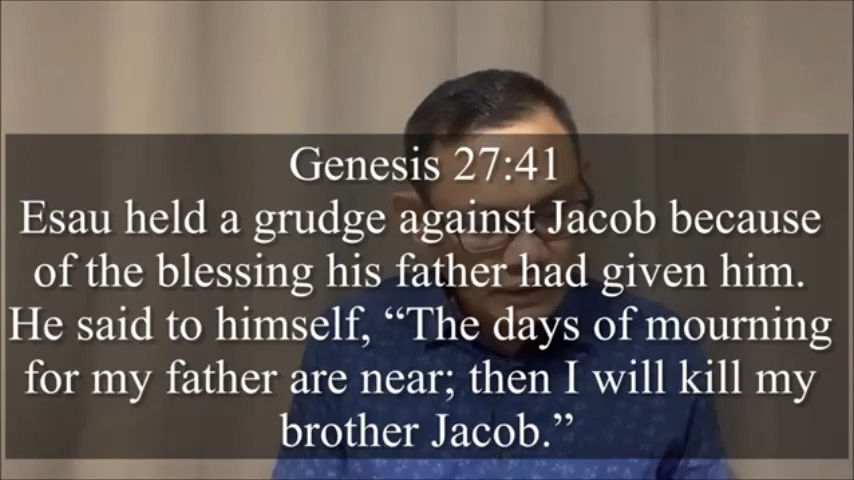 Genesis 27:41
Esau held a grudge against Jacob because
of the blessing his father had given him.
He said to himself, “The days of mourning
for my father are near; then I will kill my
brother Jacob.”